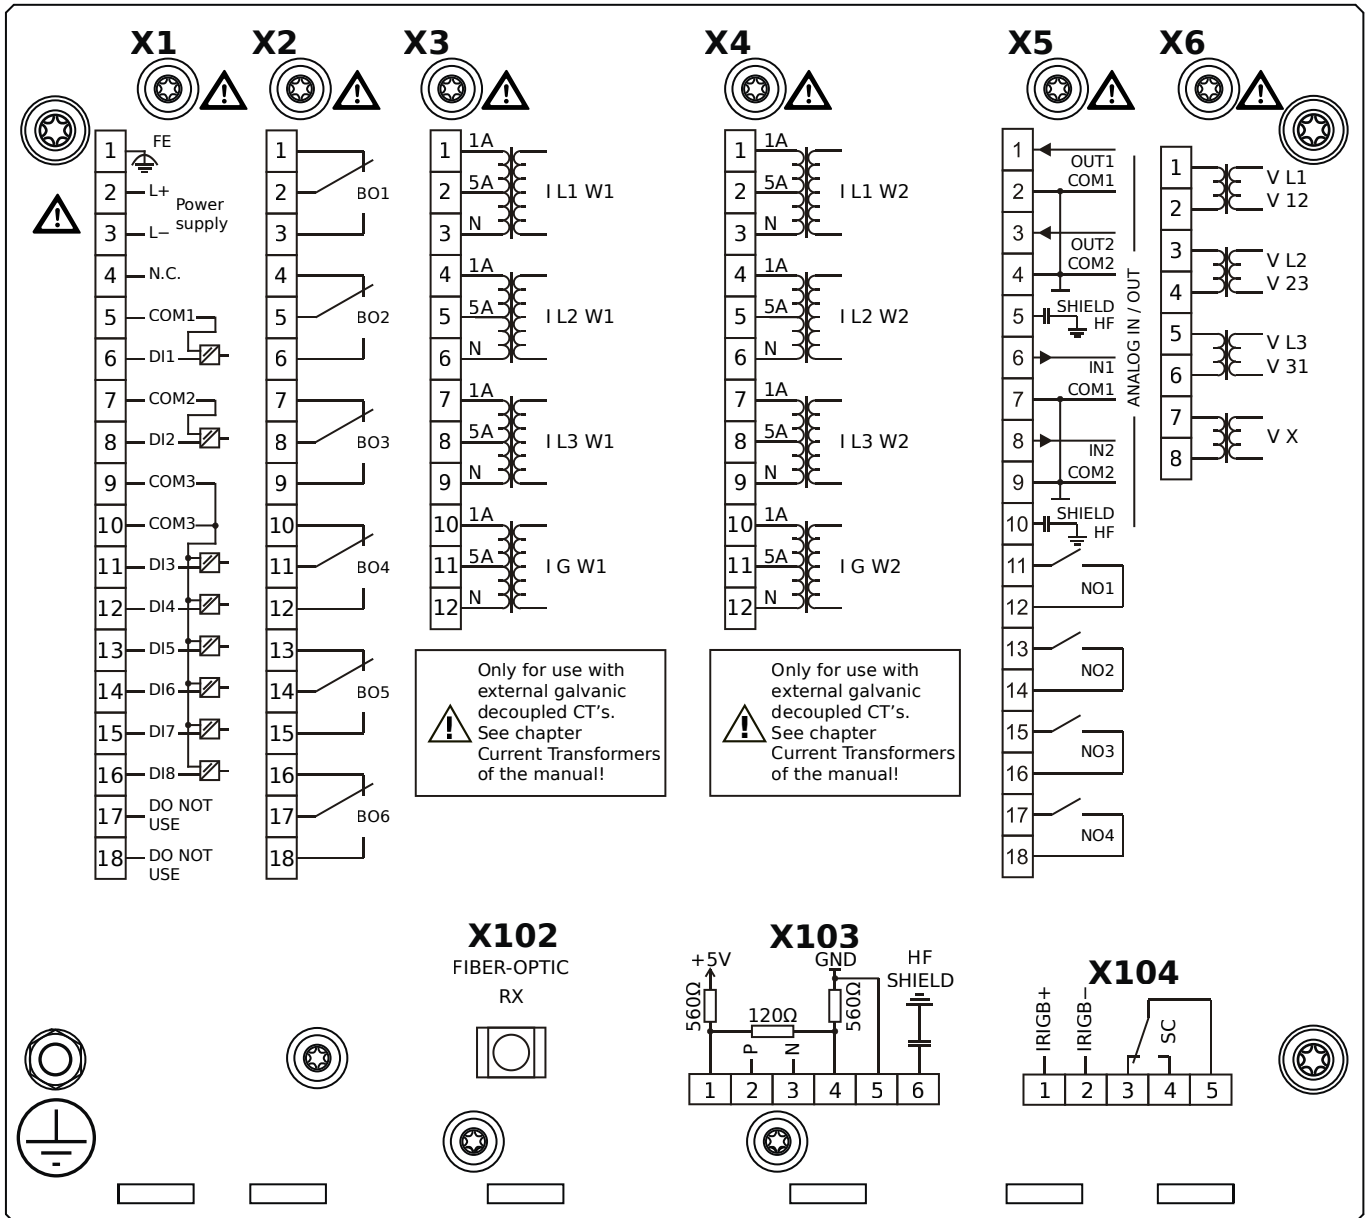 X1 X2 X3 X4 X5 X6
1 FE
2 L+ Power
3 L− supply
4 N.C.
5 COM1
6 DI1
7 COM2
8 DI2
9 COM3
10 COM3
11 DI3
12 DI4
13 DI5
14 DI6
15 DI7
16 DI8
17 DO NOT
USE
18 DO NOT
USE
1
2 BO1
3
4
5 BO2
6
7
8 BO3
9
10
11 BO4
12
13
14 BO5
15
16
17 BO6
18
1 1A
2 5A I L1 W1
3 N
4 1A
5 5A I L2 W1
6 N
7 1A
8 5A I L3 W1
9 N
10 1A
11 5A I G W1
12 N
Only for use with
external galvanic
decoupled CT's.
See chapter
Current Transformers
of the manual!
1 1A
2 5A I L1 W2
3 N
4 1A
5 5A I L2 W2
6 N
7 1A
8 5A I L3 W2
9 N
10 1A
11 5A I G W2
12 N
Only for use with
external galvanic
decoupled CT's.
See chapter
Current Transformers
of the manual!
1 OUT1
2 COM1
3 OUT2
4 COM2
5 SHIELD
HF
6 IN1
7 COM1
8 IN2
9 COM2
10 SHIELD
HF
ANALOG IN / OUT
11
NO1
12
13
NO2
14
15
NO3
16
17
NO4
18
1 V L1
2 V 12
3 V L2
4 V 23
5 V L3
6 V 31
7 V X
8
X102
FIBER-OPTIC
RX
X103
+5V GND HF
SHIELD
560Ω 120Ω 560Ω
P N
1 2 3 4 5 6
X104
IRIGB+ IRIGB− SC
1 2 3 4 5